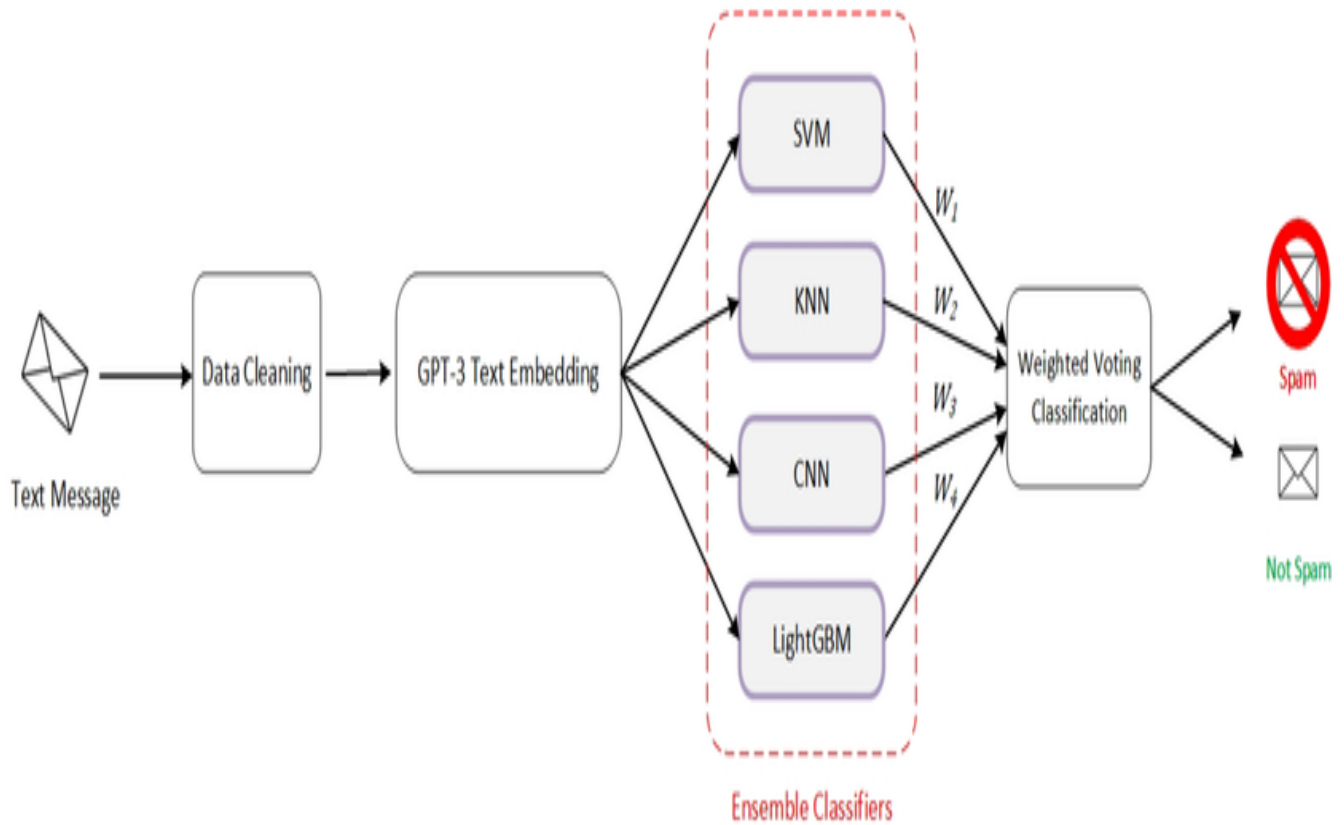 Text Message
Data Cleaning
GPT-3 Text Embedding
SVM
KNN
CNN
LightGBM
Ensemble Classifiers
W1
W2
W3
W4
Weighted Voting
Classification
Spam
Not Spam